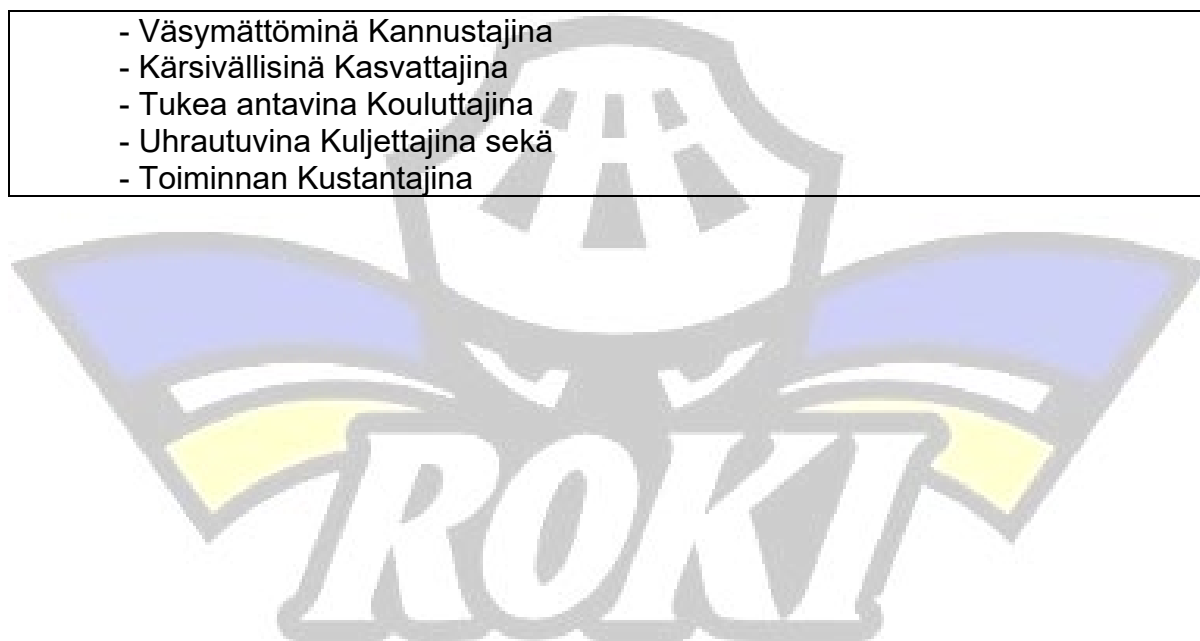 - Väsymättöminä Kannustajina
- Kärsivällisinä Kasvattajina
- Tukea antavina Kouluttajina
- Uhrautuvina Kuljettajina sekä
- Toiminnan Kustantajina
ROKI